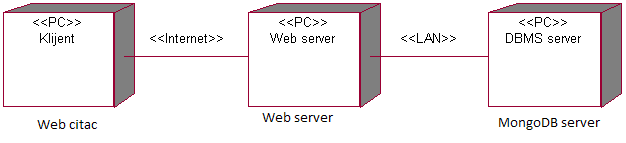 <<PC>>
Klijent
<<Internet>>
<<PC>>
Web server
<<LAN>>
<<PC>>
DBMS server
Web citac
Web server
MongoDB server